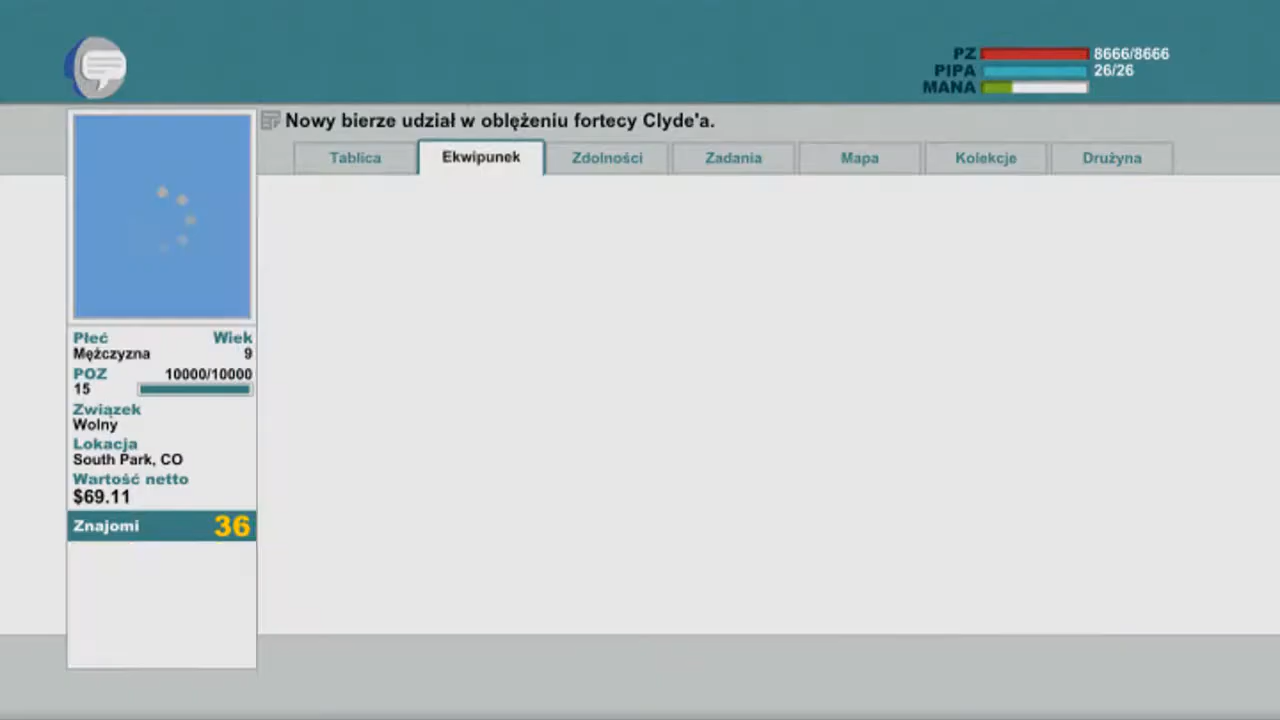 PZ 8666/8666
PIPA 26/26
MANA
Nowy bierze udział w oblężeniu fortecy Clyde'a.
Tablica Ekwipunek Zdolności Zadania Mapa Kolekcje Drużyna
Płeć Wiek
Mężczyzna 9
POZ 10000/10000
15
Związek
Wolny
Lokacja
South Park, CO
Wartość netto
$69.11
Znajomi 36